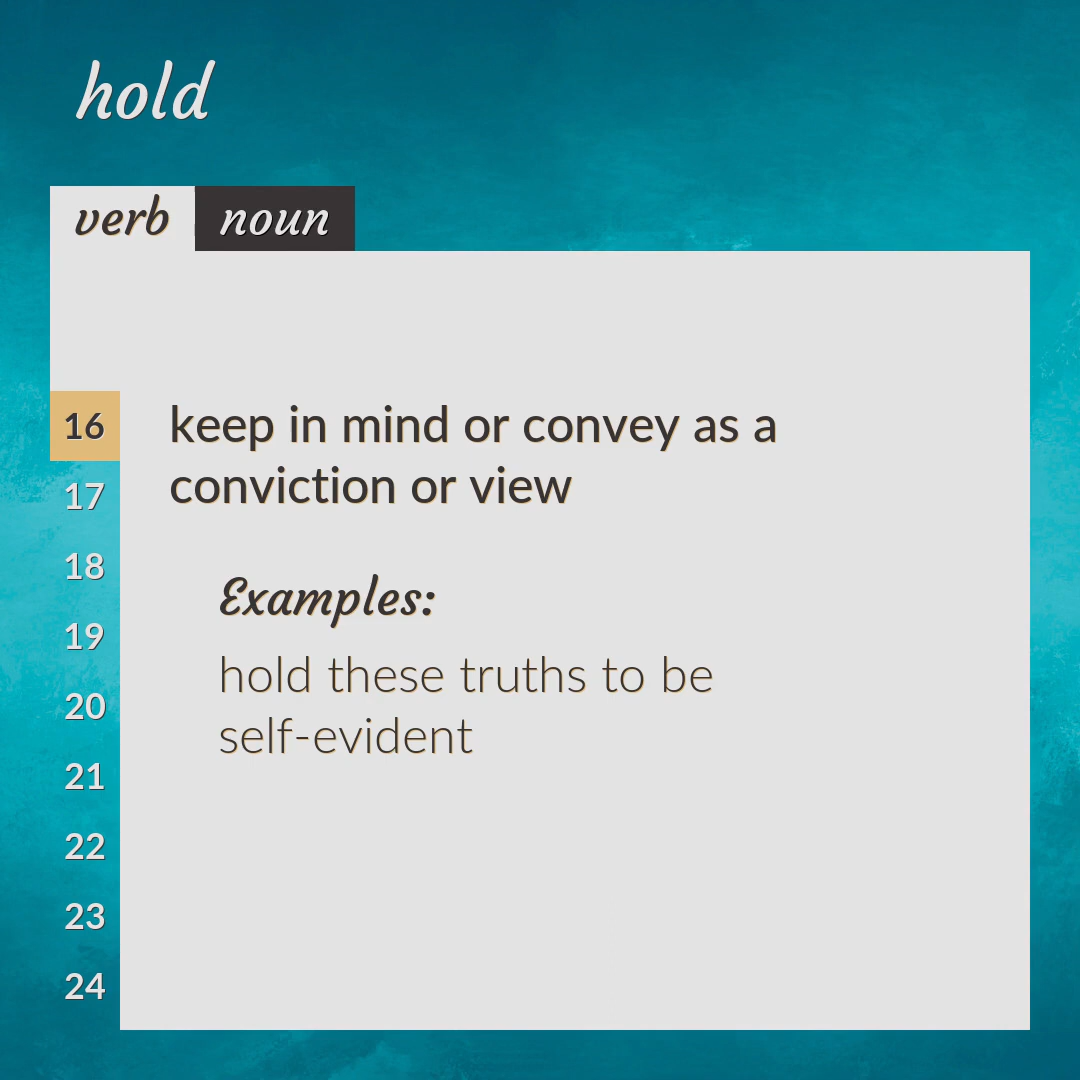 hold
verb noun
16 keep in mind or convey as a
conviction or view
17
18
Examples:
19
hold these truths to be
20
self-evident
21
22
23
24